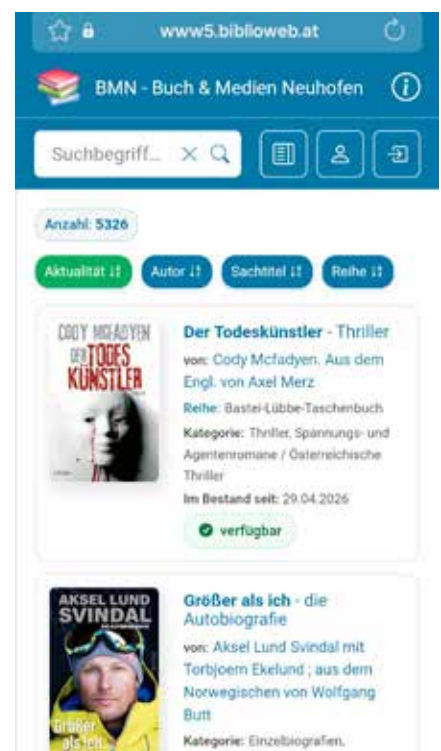 www5.biblioweb.at
BMN - Buch & Medien Neuhofen
Suchbegriff...
Anzahl: 5326
Aktualität
Autor
Sachtitel
Reihe
CODY MCFADYEN
DER TODES
KÜNSTLER
Der Todeskünstler - Thriller
von: Cody Mcfadyen. Aus dem
Engl. von Axel Merz
Reihe: Bastei-Lübbe-Taschenbuch
Kategorie: Thriller, Spannungs- und
Agentenromane / Österreichische
Thriller
Im Bestand seit: 29.04.2026
verfügbar
AKSEL LUND
SVINDAL
Größer
als ich
Größer als ich - die
Autobiografie
von: Aksel Lund Svindal mit
Torbjoern Ekelund ; aus dem
Norwegischen von Wolfgang
Butt
Kategorie: Einzelbiografien,